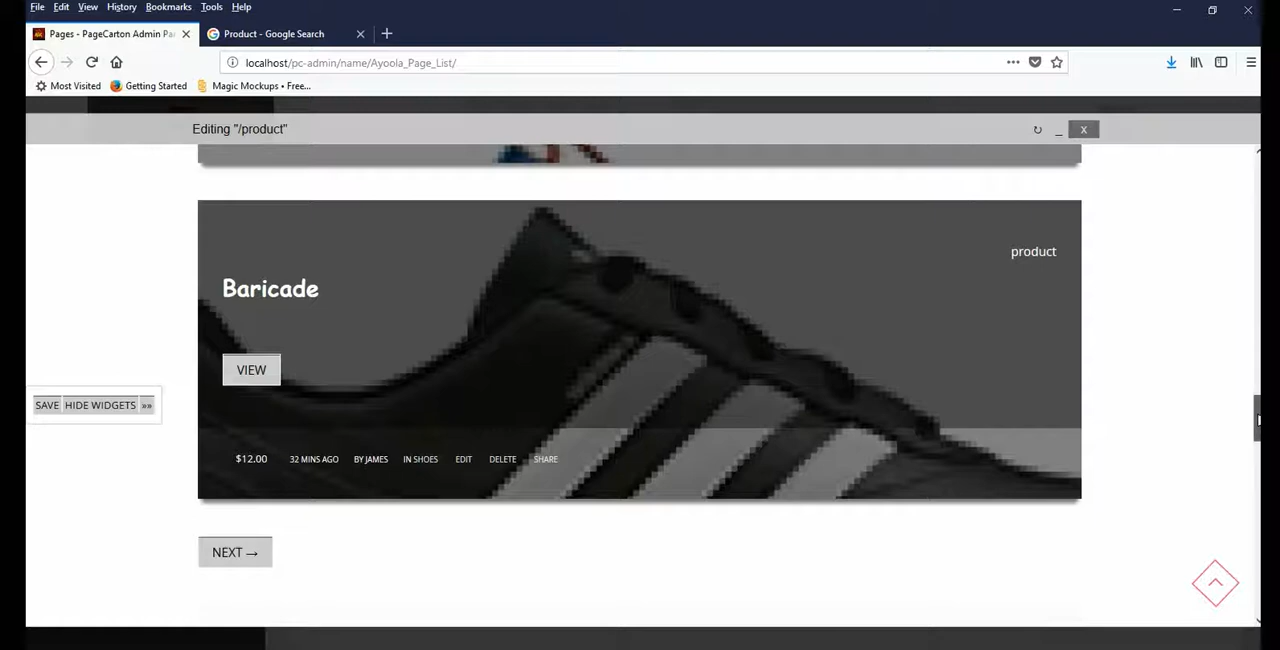 File Edit View History Bookmarks Tools Help
Pages - PageCarton Admin Pa
Product - Google Search
localhost/pc-admin/name/Ayoola_Page_List/
Most Visited Getting Started Magic Mockups • Free...
Editing "/product"
x
product
Baricade
VIEW
SAVE HIDE WIDGETS »»
$12.00 32 MINS AGO BY JAMES IN SHOES EDIT DELETE SHARE
NEXT →